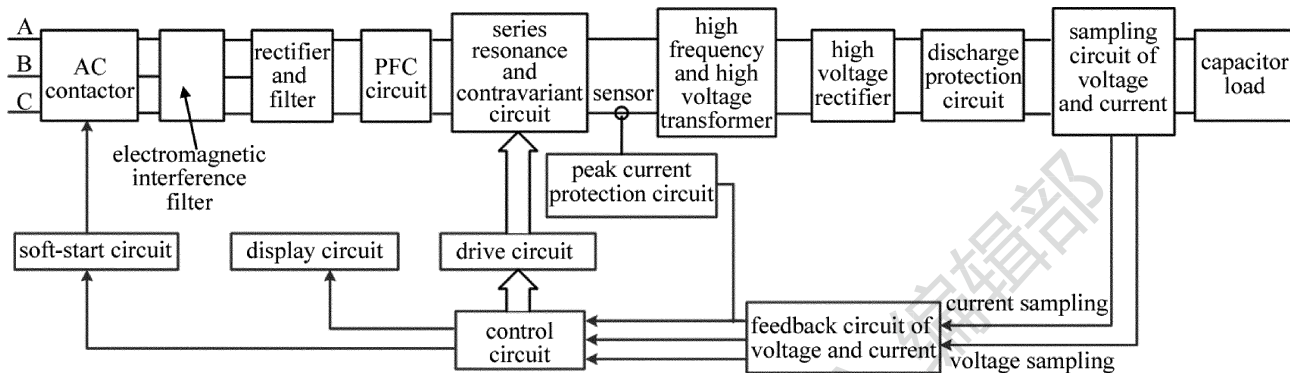 A
B
C
AC
contactor
electromagnetic
interference
filter
rectifier
and
filter
PFC
circuit
series
resonance
and
contravariant
circuit
sensor
high
frequency
and high
voltage
transformer
high
voltage
rectifier
discharge
protection
circuit
sampling
circuit of
voltage
and current
capacitor
load
peak current
protection circuit
soft-start circuit
display circuit
drive circuit
control
circuit
feedback circuit of
voltage and current
current sampling
voltage sampling
编辑部